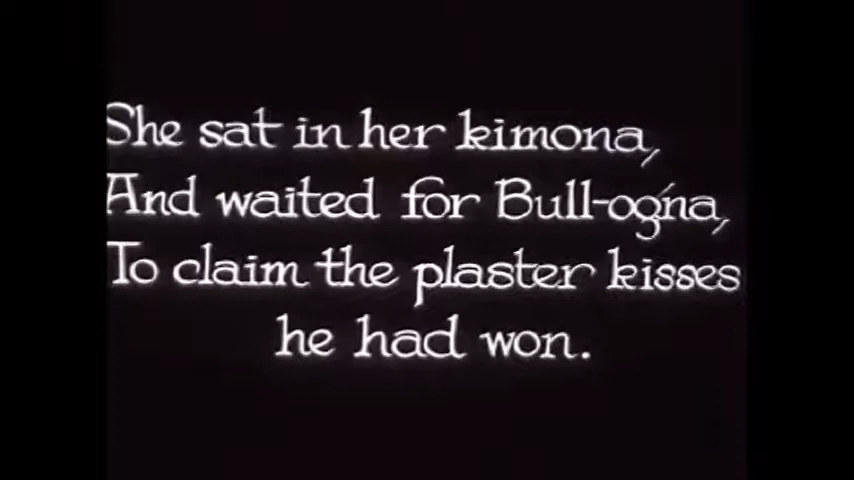 She sat in her kimona,
And waited for Bull-ogna,
To claim the plaster kisses
he had won.